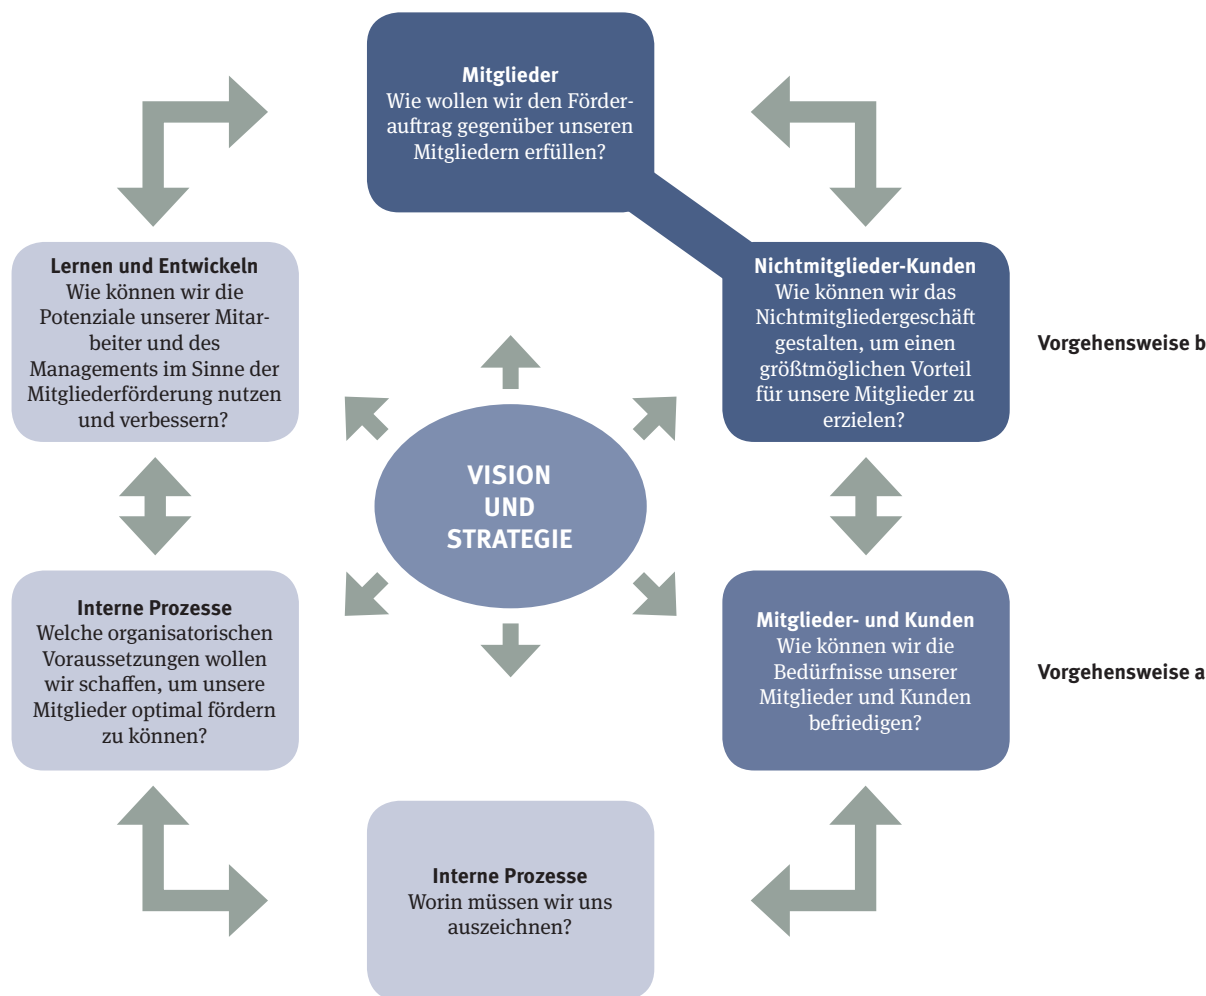 Mitglieder
Wie wollen wir den Förder-
auftrag gegenüber unseren
Mitgliedern erfüllen?
Lernen und Entwickeln
Wie können wir die
Potenziale unserer Mitar-
beiter und des
Managements im Sinne der
Mitgliederförderung nutzen
und verbessern?
Nichtmitglieder-Kunden
Wie können wir das
Nichtmitgliedergeschäft
gestalten, um einen
größtmöglichen Vorteil
für unsere Mitglieder zu
erzielen?
Vorgehensweise b
VISION
UND
STRATEGIE
Interne Prozesse
Welche organisatorischen
Voraussetzungen wollen
wir schaffen, um unsere
Mitglieder optimal fördern
zu können?
Mitglieder- und Kunden
Wie können wir die
Bedürfnisse unserer
Mitglieder und Kunden
befriedigen?
Vorgehensweise a
Interne Prozesse
Worin müssen wir uns
auszeichnen?